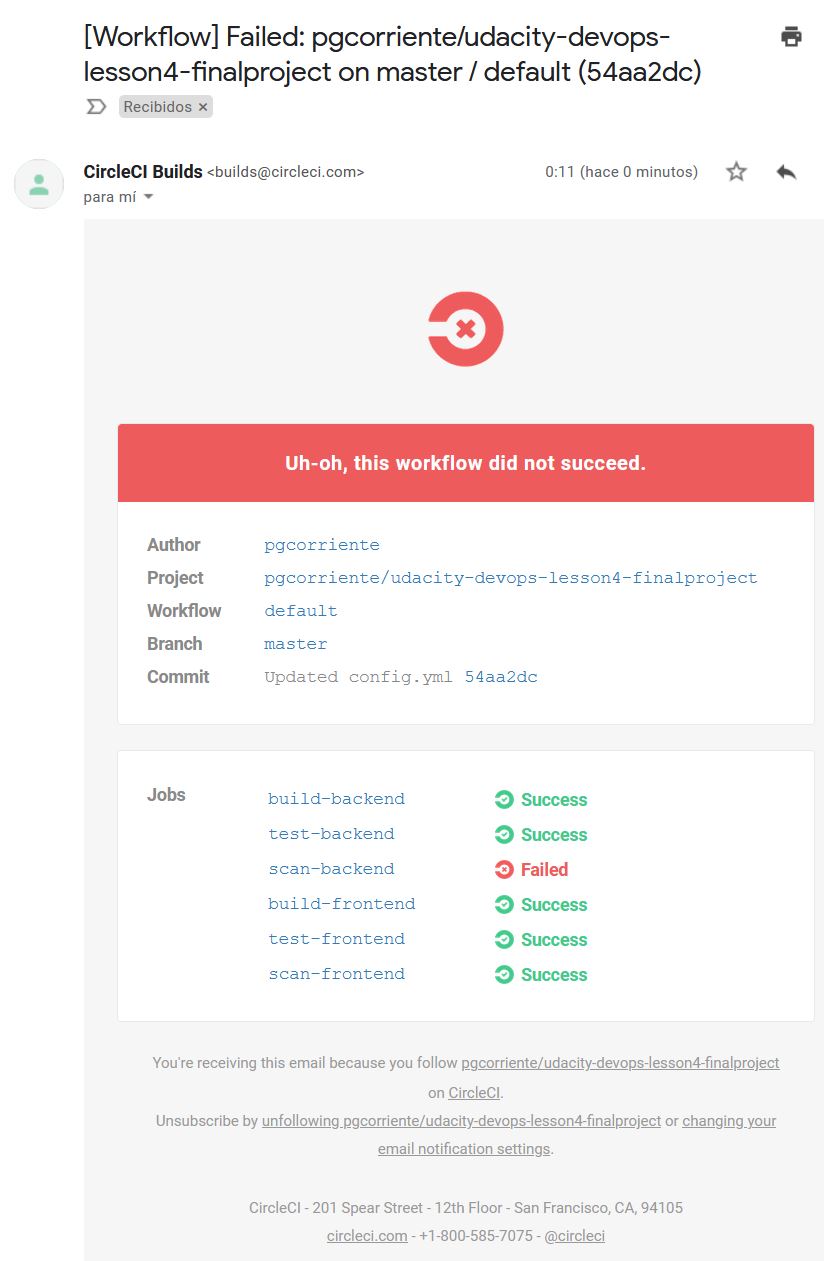 [Workflow] Failed: pgcorriente/udacity-devops-
lesson4-finalproject on master / default (54aa2dc)
Recibidos ×
CircleCI Builds <builds@circleci.com>
0:11 (hace 0 minutos)
para mí
Uh-oh, this workflow did not succeed.
Author pgcorriente
Project pgcorriente/udacity-devops-lesson4-finalproject
Workflow default
Branch master
Commit Updated config.yml 54aa2dc
Jobs build-backend Success
test-backend Success
scan-backend Failed
build-frontend Success
test-frontend Success
scan-frontend Success
You're receiving this email because you follow pgcorriente/udacity-devops-lesson4-finalproject
on CircleCI.
Unsubscribe by unfollowing pgcorriente/udacity-devops-lesson4-finalproject or changing your
email notification settings.
CircleCI - 201 Spear Street - 12th Floor - San Francisco, CA, 94105
circleci.com - +1-800-585-7075 - @circleci